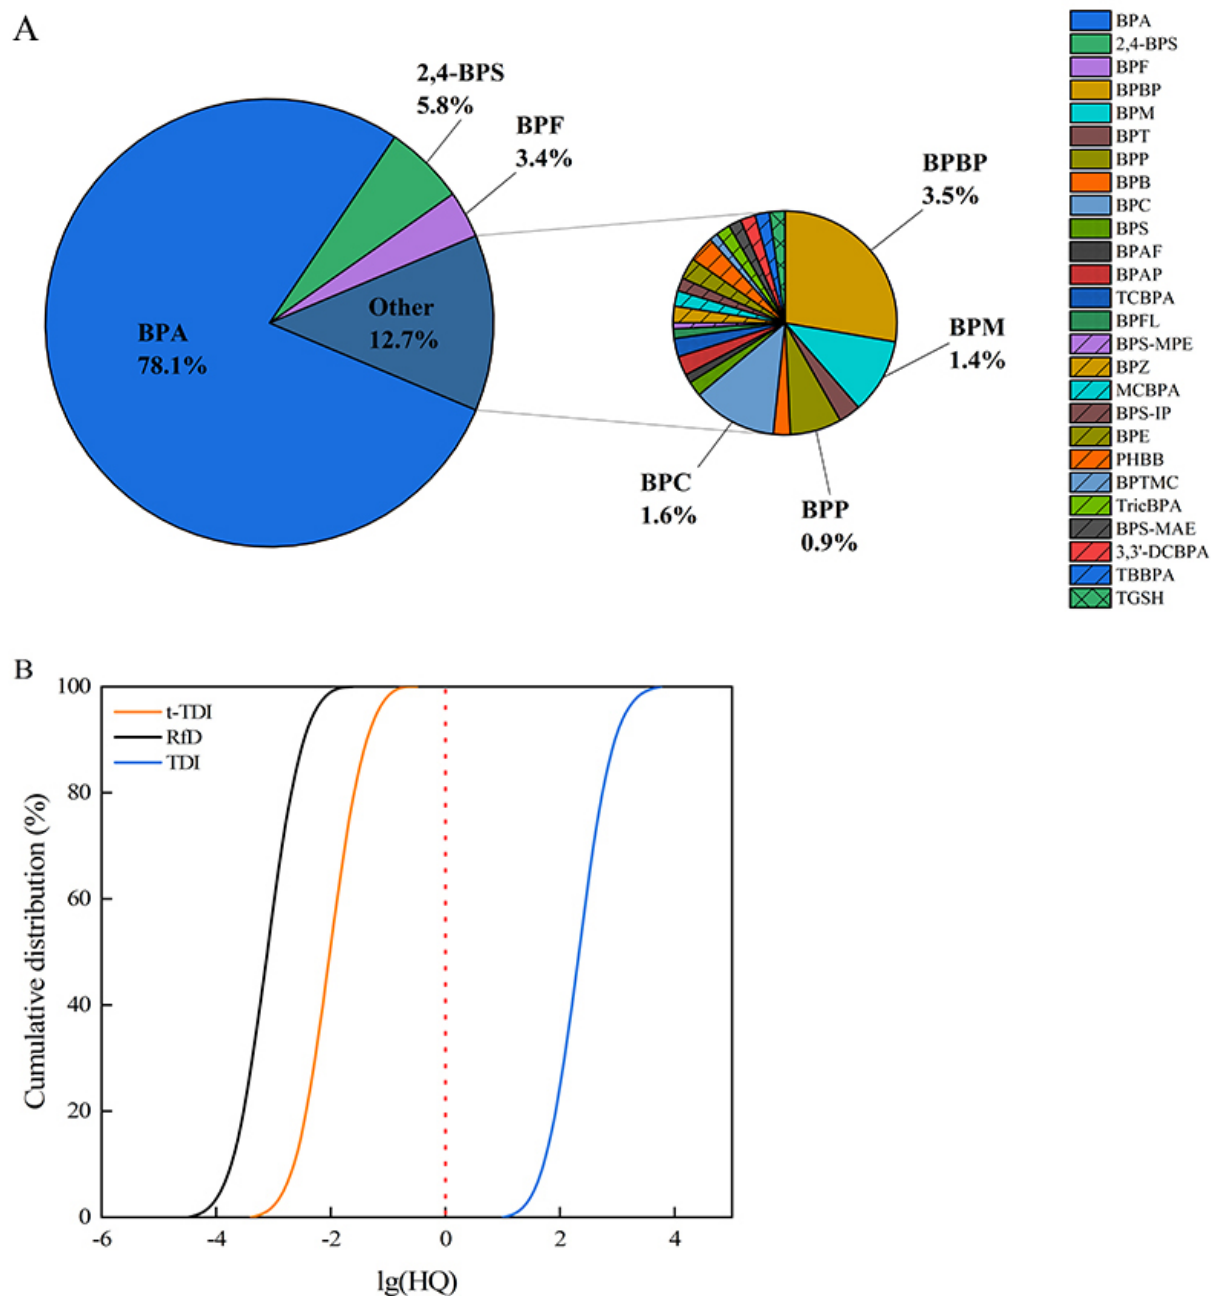 A
2,4-BPS
5.8%
BPF
3.4%
BPBP
3.5%
BPA
78.1%
Other
12.7%
BPM
1.4%
BPC
1.6%
BPP
0.9%
BPA
2,4-BPS
BPF
BPBP
BPM
BPT
BPP
BPB
BPC
BPS
BPAF
BPAP
TCBPA
BPFL
BPS-MPE
BPZ
MCBPA
BPS-IP
BPE
PHBB
BPTMC
TricBPA
BPS-MAE
3,3'-DCBPA
TBBPA
TGSH
B
t-TDI
RfD
TDI
Cumulative distribution (%)
100
80
60
40
20
0
-6
-4
-2
0
2
4
lg(HQ)